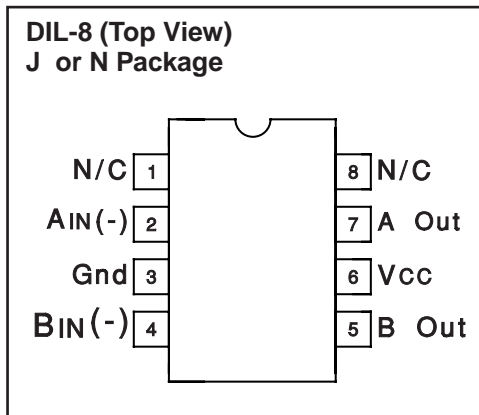 DIL-8 (Top View)
J or N Package
N/C 1 8 N/C
AIN(-) 2 7 A Out
Gnd 3 6 VCC
BIN(-) 4 5 B Out